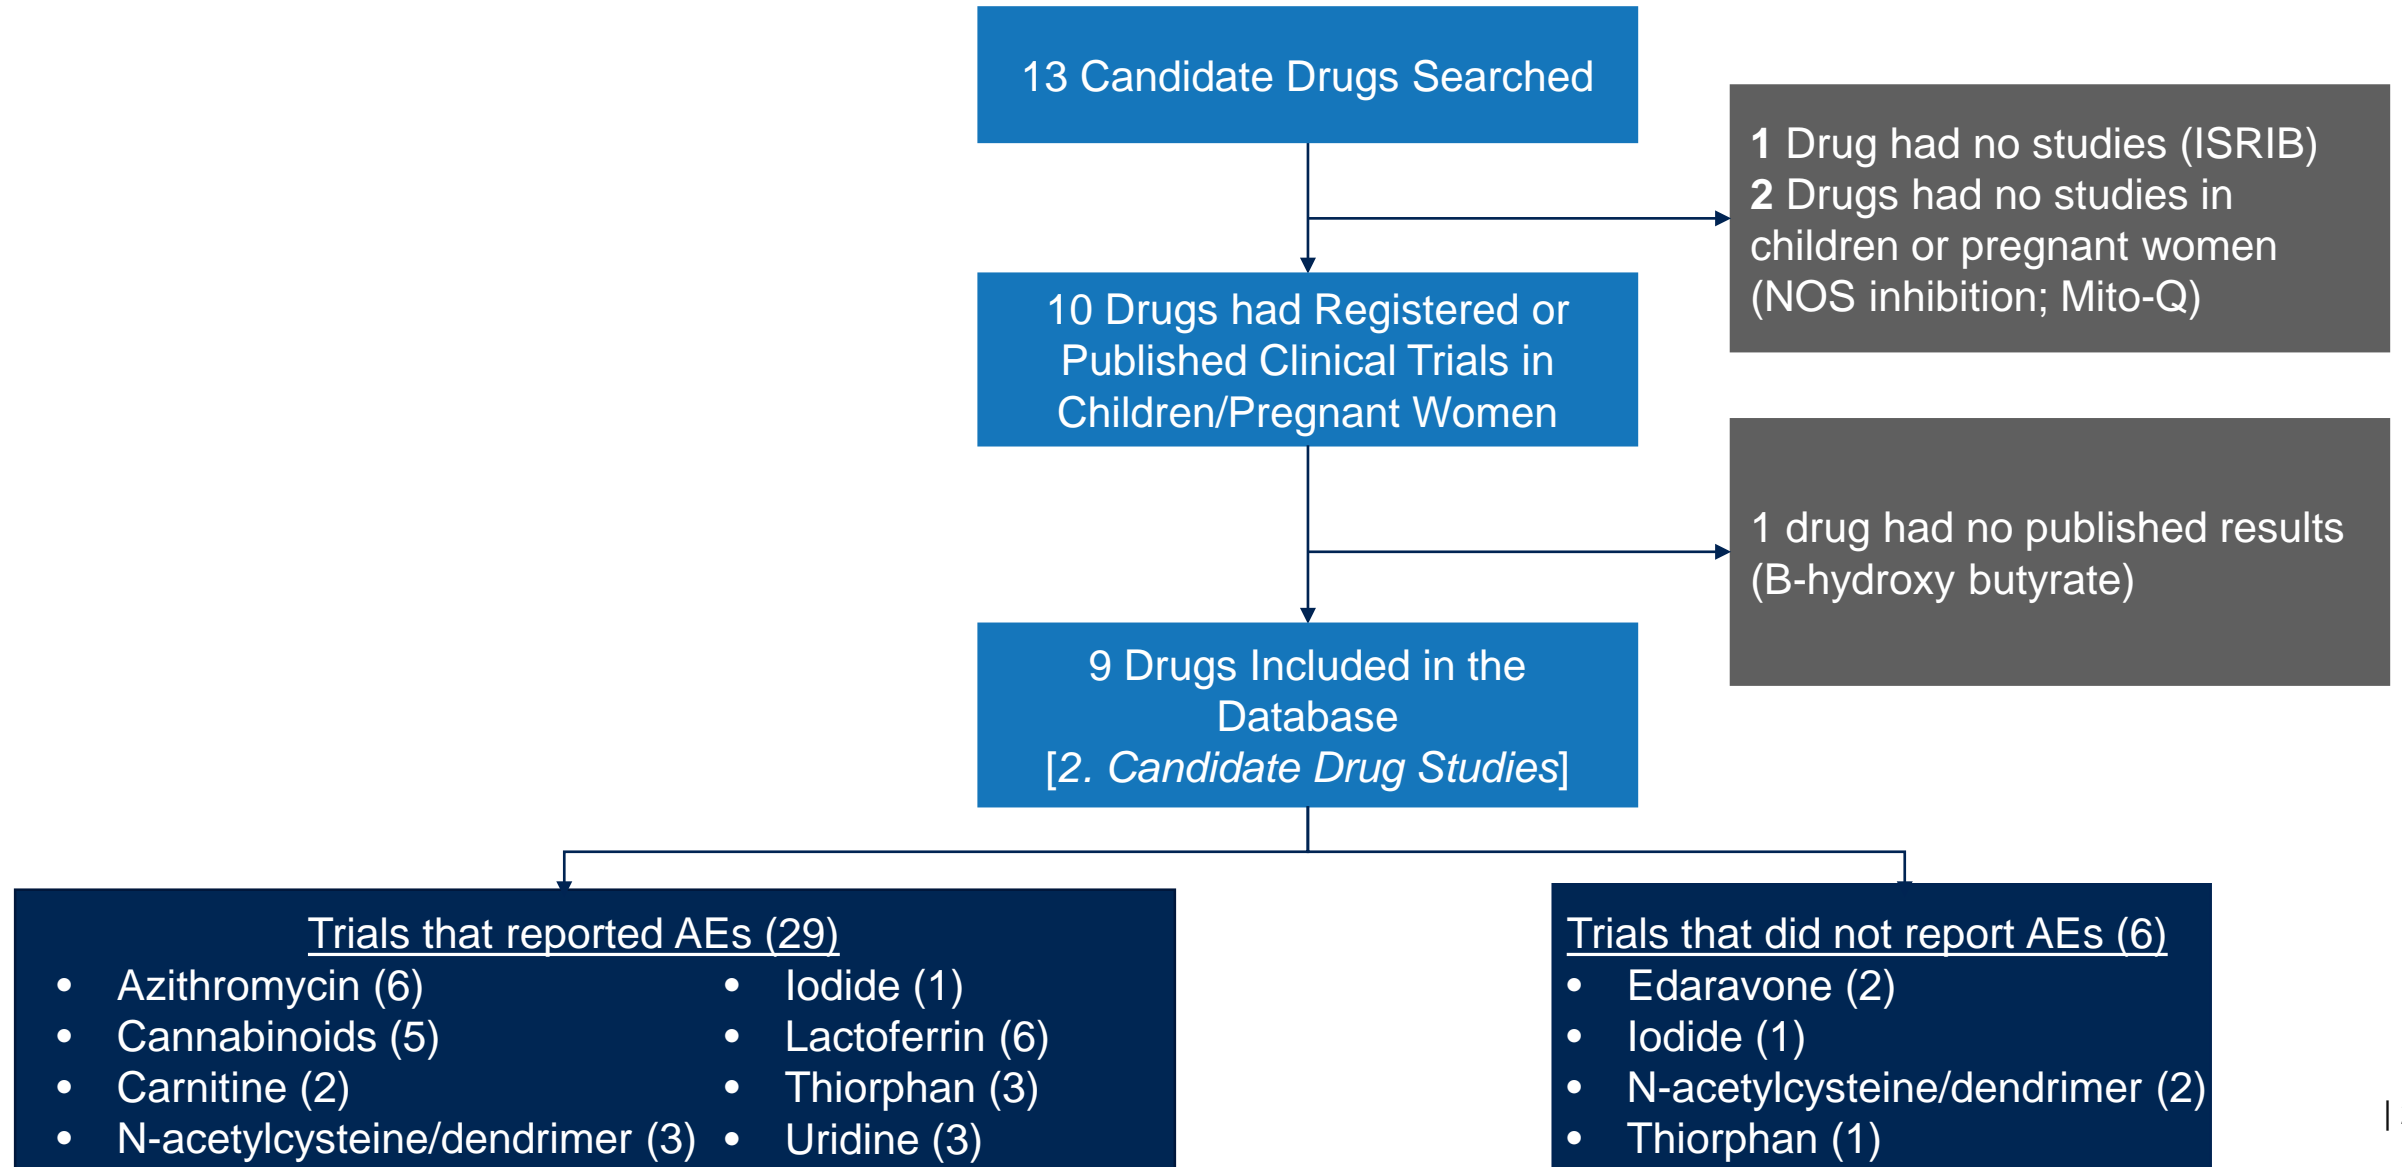 13 Candidate Drugs Searched
1 Drug had no studies (ISRIB)
2 Drugs had no studies in
children or pregnant women
(NOS inhibition; Mito-Q)
10 Drugs had Registered or
Published Clinical Trials in
Children/Pregnant Women
1 drug had no published results
(B-hydroxy butyrate)
9 Drugs Included in the
Database
[2. Candidate Drug Studies]
Trials that reported AEs (29)
• Azithromycin (6)
• Cannabinoids (5)
• Carnitine (2)
• N-acetylcysteine/dendrimer (3)
• Iodide (1)
• Lactoferrin (6)
• Thiorphan (3)
• Uridine (3)
Trials that did not report AEs (6)
• Edaravone (2)
• Iodide (1)
• N-acetylcysteine/dendrimer (2)
• Thiorphan (1)